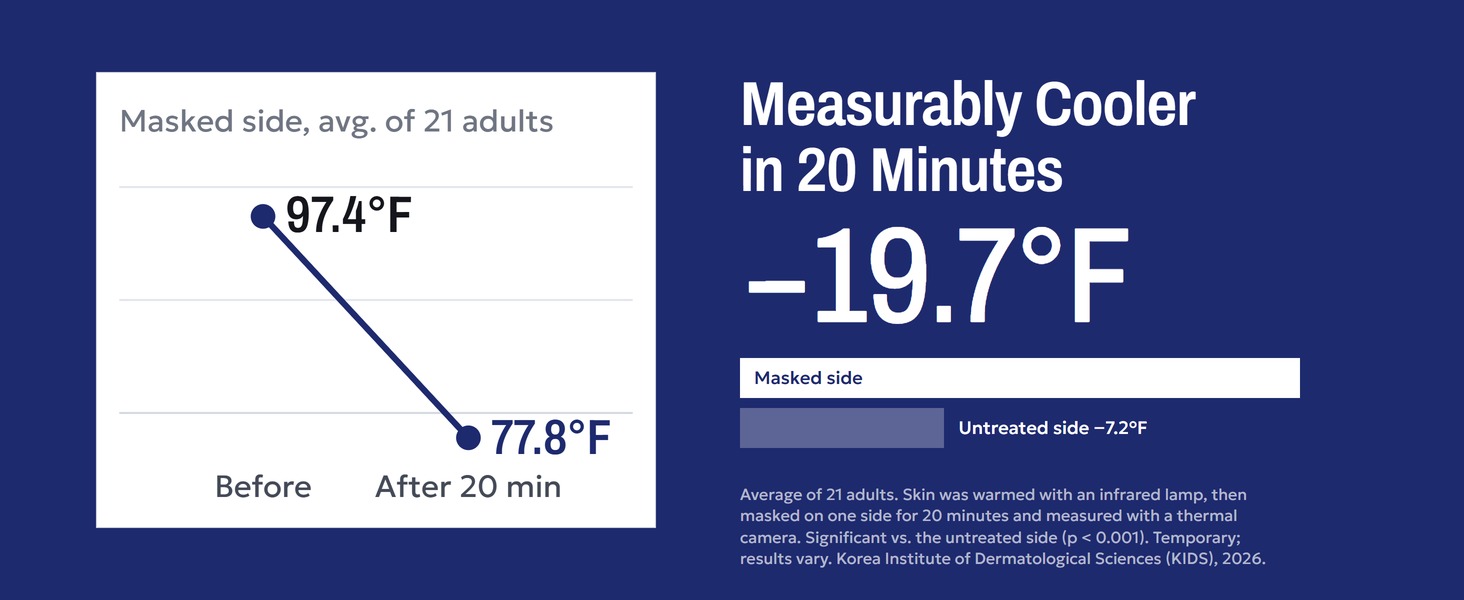 Masked side, avg. of 21 adults
97.4°F
77.8°F
Before
After 20 min
Measurably Cooler
in 20 Minutes
–19.7°F
Masked side
Untreated side –7.2°F
Average of 21 adults. Skin was warmed with an infrared lamp, then
masked on one side for 20 minutes and measured with a thermal
camera. Significant vs. the untreated side (p < 0.001). Temporary;
results vary. Korea Institute of Dermatological Sciences (KIDS), 2026.